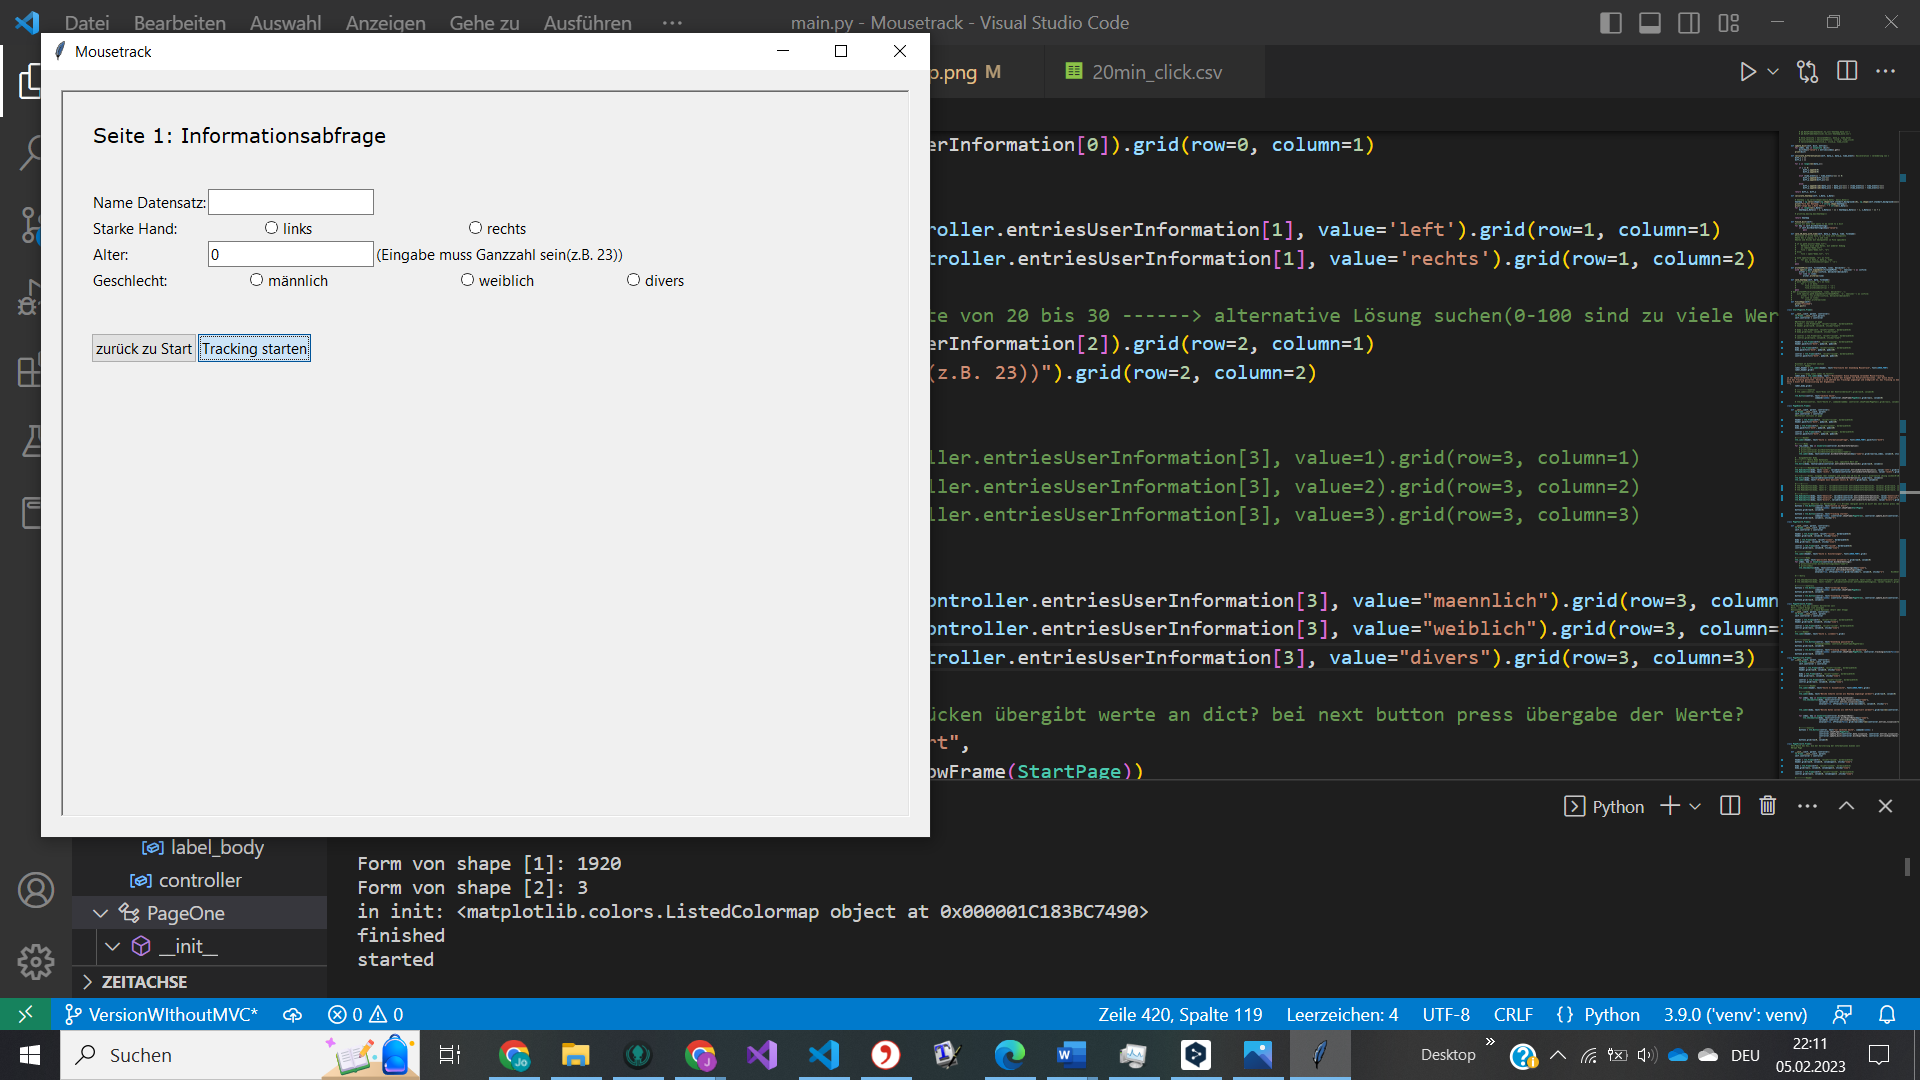 Datei Bearbeiten Auswahl Anzeigen Gehe zu Ausführen ··· main.py - Mousetrack - Visual Studio Code
Mousetrack
.png M 20min_click.csv
Seite 1: Informationsabfrage
Name Datensatz:
Starke Hand: links rechts
Alter: 0 (Eingabe muss Ganzzahl sein(z.B. 23))
Geschlecht: männlich weiblich divers
zurück zu Start Tracking starten
erInformation[0]).grid(row=0, column=1)
roller.entriesUserInformation[1], value='left').grid(row=1, column=1)
troller.entriesUserInformation[1], value='rechts').grid(row=1, column=2)
te von 20 bis 30 ------> alternative Lösung suchen(0-100 sind zu viele Wer
erInformation[2]).grid(row=2, column=1)
(z.B. 23))").grid(row=2, column=2)
ller.entriesUserInformation[3], value=1).grid(row=3, column=1)
ller.entriesUserInformation[3], value=2).grid(row=3, column=2)
ller.entriesUserInformation[3], value=3).grid(row=3, column=3)
ontroller.entriesUserInformation[3], value="maennlich").grid(row=3, column
ontroller.entriesUserInformation[3], value="weiblich").grid(row=3, column=
troller.entriesUserInformation[3], value="divers").grid(row=3, column=3)
ücken übergibt werte an dict? bei next button press übergabe der Werte?
rt",
owFrame(StartPage))
Python
label_body
controller
PageOne
__init__
ZEITACHSE
Form von shape [1]: 1920
Form von shape [2]: 3
in init: <matplotlib.colors.ListedColormap object at 0x000001C183BC7490>
finished
started
VersionWIthoutMVC* 0 0 Zeile 420, Spalte 119 Leerzeichen: 4 UTF-8 CRLF {} Python 3.9.0 ('venv': venv)
Suchen Desktop » DEU 22:11
05.02.2023